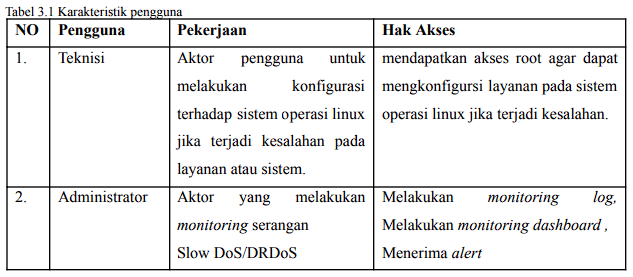 Tabel 3.1 Karakteristik pengguna
NO Pengguna Pekerjaan Hak Akses
1. Teknisi
Aktor pengguna untuk
melakukan konfigurasi
terhadap sistem operasi linux
jika terjadi kesalahan pada
layanan atau sistem.
mendapatkan akses root agar dapat
mengkonfigursi layanan pada sistem
operasi linux jika terjadi kesalahan.
2. Administrator
Aktor yang melakukan
monitoring serangan
Slow DoS/DRDoS
Melakukan monitoring log,
Melakukan monitoring dashboard ,
Menerima alert